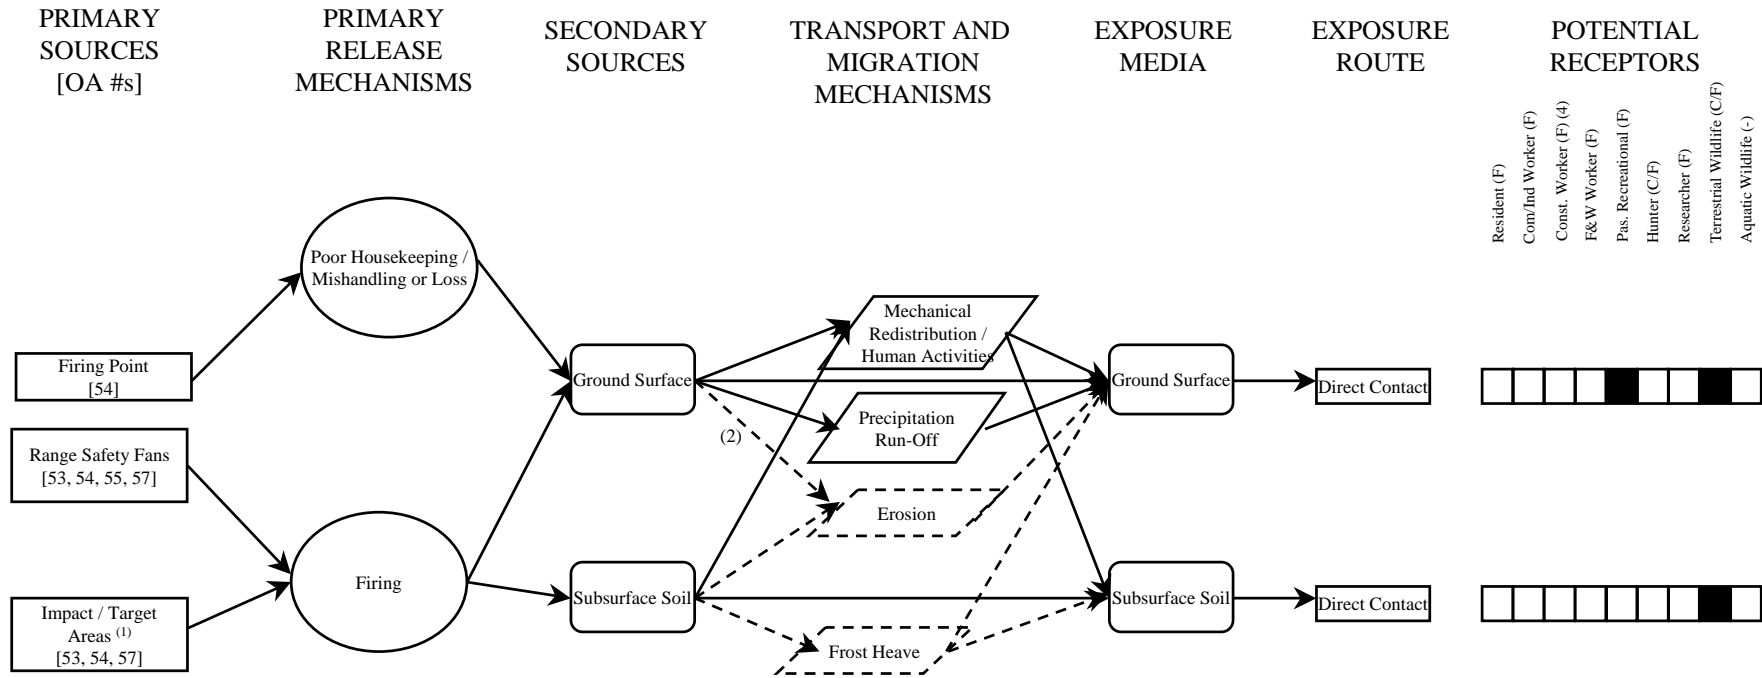 PRIMARY
SOURCES
[OA #s]
PRIMARY
RELEASE
MECHANISMS
SECONDARY
SOURCES
TRANSPORT AND
MIGRATION
MECHANISMS
EXPOSURE
MEDIA
EXPOSURE
ROUTE
POTENTIAL
RECEPTORS
Resident (F)
Com/Ind Worker (F)
Const. Worker (F) (4)
F&W Worker (F)
Pas. Recreational (F)
Hunter (C/F)
Researcher (F)
Terrestrial Wildlife (C/F)
Aquatic Wildlife (-)
Firing Point
[54]
Range Safety Fans
[53, 54, 55, 57]
Impact / Target
Areas (1)
[53, 54, 57]
Poor Housekeeping /
Mishandling or Loss
Firing
Ground Surface
Subsurface Soil
(2)
Mechanical
Redistribution /
Human Activities
Precipitation
Run-Off
Erosion
Frost Heave
Ground Surface
Subsurface Soil
Direct Contact
Direct Contact